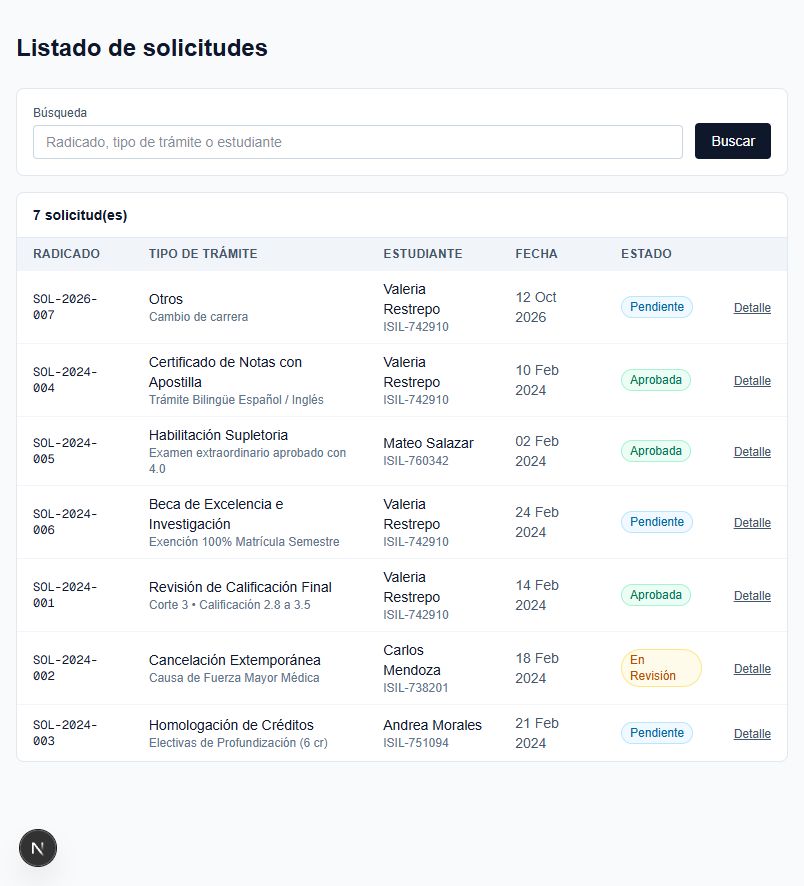 Listado de solicitudes
Búsqueda
Radicado, tipo de trámite o estudiante
Buscar
7 solicitud(es)
RADICADO TIPO DE TRÁMITE ESTUDIANTE FECHA ESTADO
SOL-2026-
007
Otros
Cambio de carrera
Valeria
Restrepo
ISIL-742910
12 Oct
2026
Pendiente
Detalle
SOL-2024-
004
Certificado de Notas con
Apostilla
Trámite Bilingüe Español / Inglés
Valeria
Restrepo
ISIL-742910
10 Feb
2024
Aprobada
Detalle
SOL-2024-
005
Habilitación Supletoria
Examen extraordinario aprobado con
4.0
Mateo Salazar
ISIL-760342
02 Feb
2024
Aprobada
Detalle
SOL-2024-
006
Beca de Excelencia e
Investigación
Exención 100% Matrícula Semestre
Valeria
Restrepo
ISIL-742910
24 Feb
2024
Pendiente
Detalle
SOL-2024-
001
Revisión de Calificación Final
Corte 3 • Calificación 2.8 a 3.5
Valeria
Restrepo
ISIL-742910
14 Feb
2024
Aprobada
Detalle
SOL-2024-
002
Cancelación Extemporánea
Causa de Fuerza Mayor Médica
Carlos
Mendoza
ISIL-738201
18 Feb
2024
En
Revisión
Detalle
SOL-2024-
003
Homologación de Créditos
Electivas de Profundización (6 cr)
Andrea Morales
ISIL-751094
21 Feb
2024
Pendiente
Detalle
N